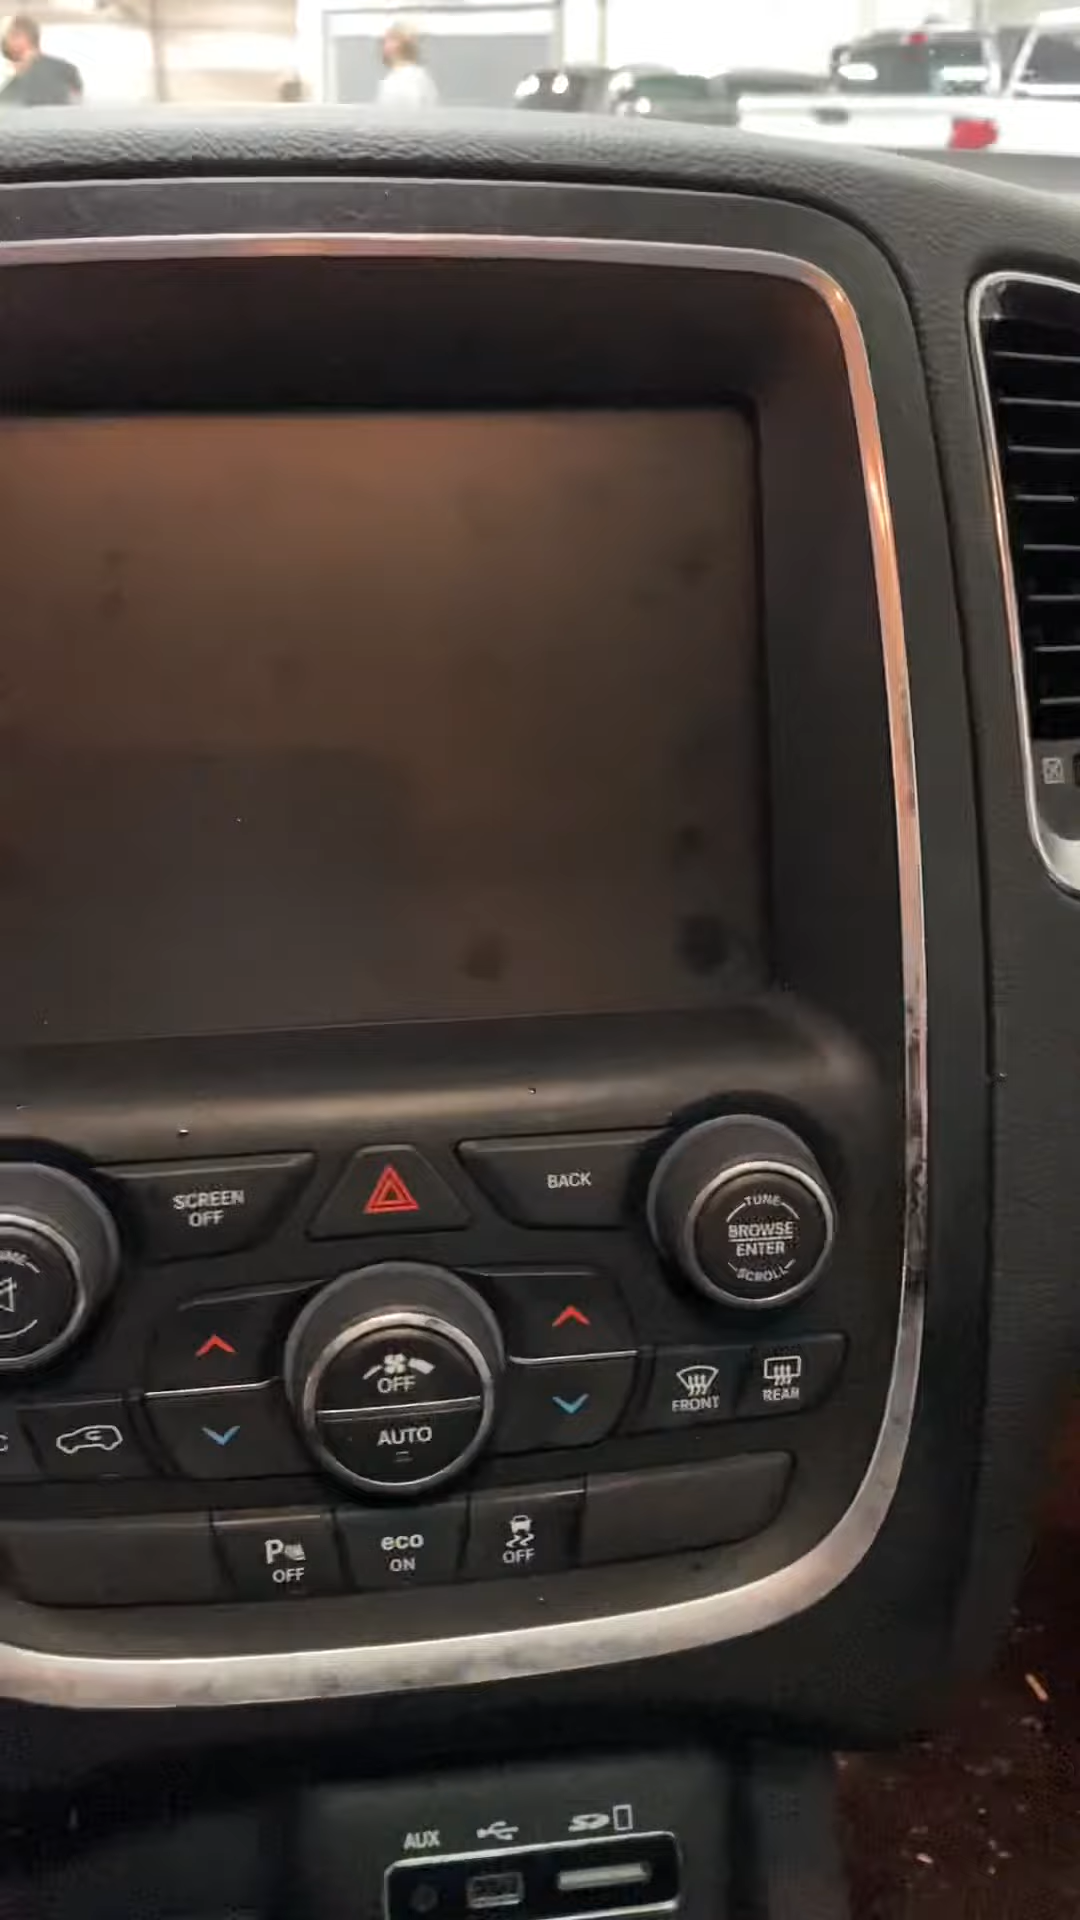 SCREEN
OFF
BACK
TUNE
BROWSE
ENTER
SCROLL
OFF
AUTO
FRONT
REAR
P
OFF
eco
ON
OFF
AUX